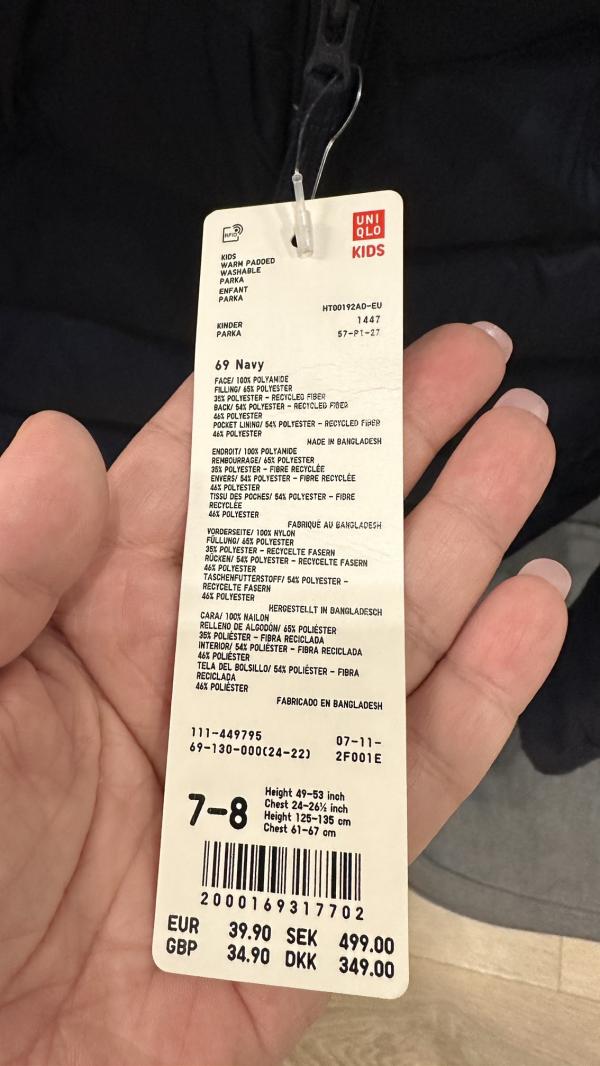 RFID
UNI
QLO
KIDS
KIDS
WARM PADDED
WASHABLE
PARKA
ENFANT
PARKA
HT00192AO-EU
KINDER
1447
PARKA
57-P1-27
69 Navy
FACE/ 100% POLYAMIDE
FILLING/ 65% POLYESTER
35% POLYESTER - RECYCLED FIBER
BACK/ 54% POLYESTER - RECYCLED FIBER
46% POLYESTER
POCKET LINING/ 54% POLYESTER - RECYCLED FIBER
46% POLYESTER
MADE IN BANGLADESH
ENDROIT/ 100% POLYAMIDE
REMBOURRAGE/ 65% POLYESTER
35% POLYESTER - FIBRE RECYCLÉE
ENVERS/ 54% POLYESTER - FIBRE RECYCLÉE
46% POLYESTER
TISSU DES POCHES/ 54% POLYESTER - FIBRE
RECYCLÉE
46% POLYESTER
FABRIQUÉ AU BANGLADESH
VORDERSEITE/ 100% NYLON
FÜLLUNG/ 65% POLYESTER
35% POLYESTER - RECYCELTE FASERN
RÜCKEN/ 54% POLYESTER - RECYCELTE FASERN
46% POLYESTER
TASCHENFUTTERSTOFF/ 54% POLYESTER -
RECYCELTE FASERN
46% POLYESTER
HERGESTELLT IN BANGLADESCH
CARA/ 100% NAILON
RELLENO DE ALGODÓN/ 65% POLIÉSTER
35% POLIÉSTER - FIBRA RECICLADA
INTERIOR/ 54% POLIÉSTER - FIBRA RECICLADA
46% POLIÉSTER
TELA DEL BOLSILLO/ 54% POLIÉSTER - FIBRA
RECICLADA
46% POLIÉSTER
FABRICADO EN BANGLADESH
111-449795 07-11-
69-130-000(24-22) 2F001E
7-8
Height 49-53 inch
Chest 24-26½ inch
Height 125-135 cm
Chest 61-67 cm
2000169317702
EUR 39.90 SEK 499.00
GBP 34.90 DKK 349.00